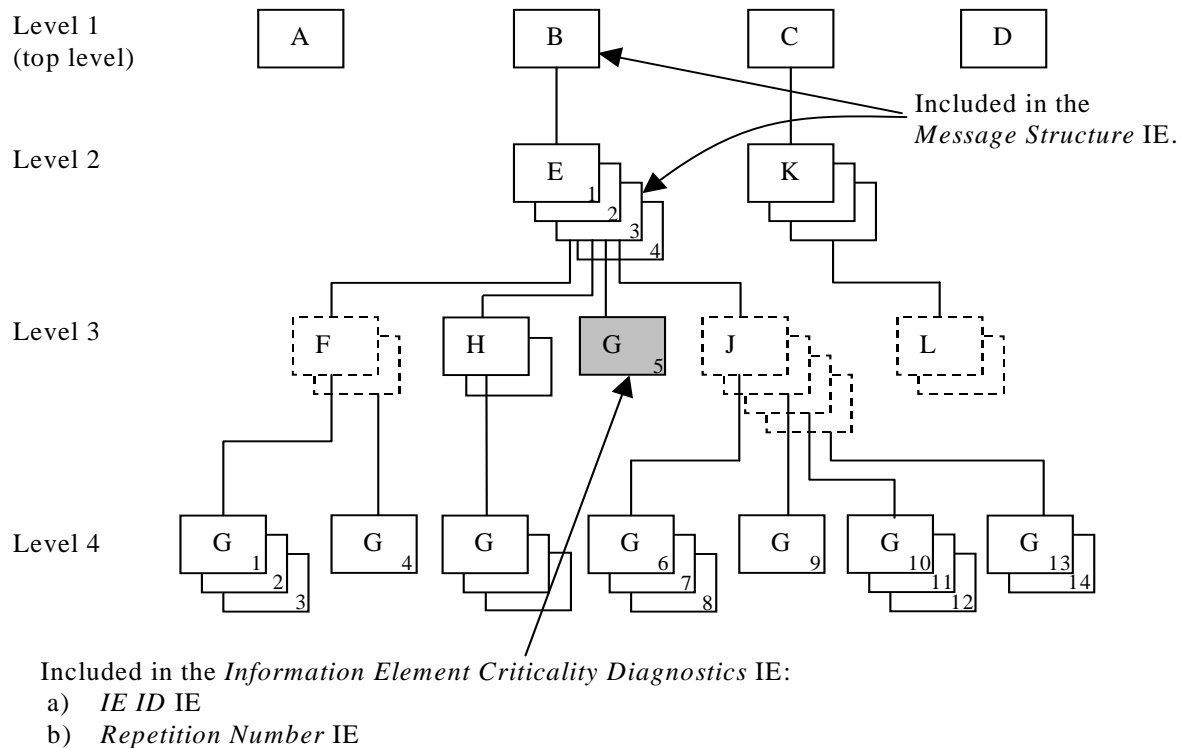 Level 1
(top level)
A
B
C
D
Included in the
Message Structure IE.
Level 2
E
1
2
3
4
K
Level 3
F
H
G
5
J
L
Level 4
G
1
2
3
G
4
G
G
6
7
8
G
9
G
10
11
12
G
13
14
Included in the Information Element Criticality Diagnostics IE:
a) IE ID IE
b) Repetition Number IE